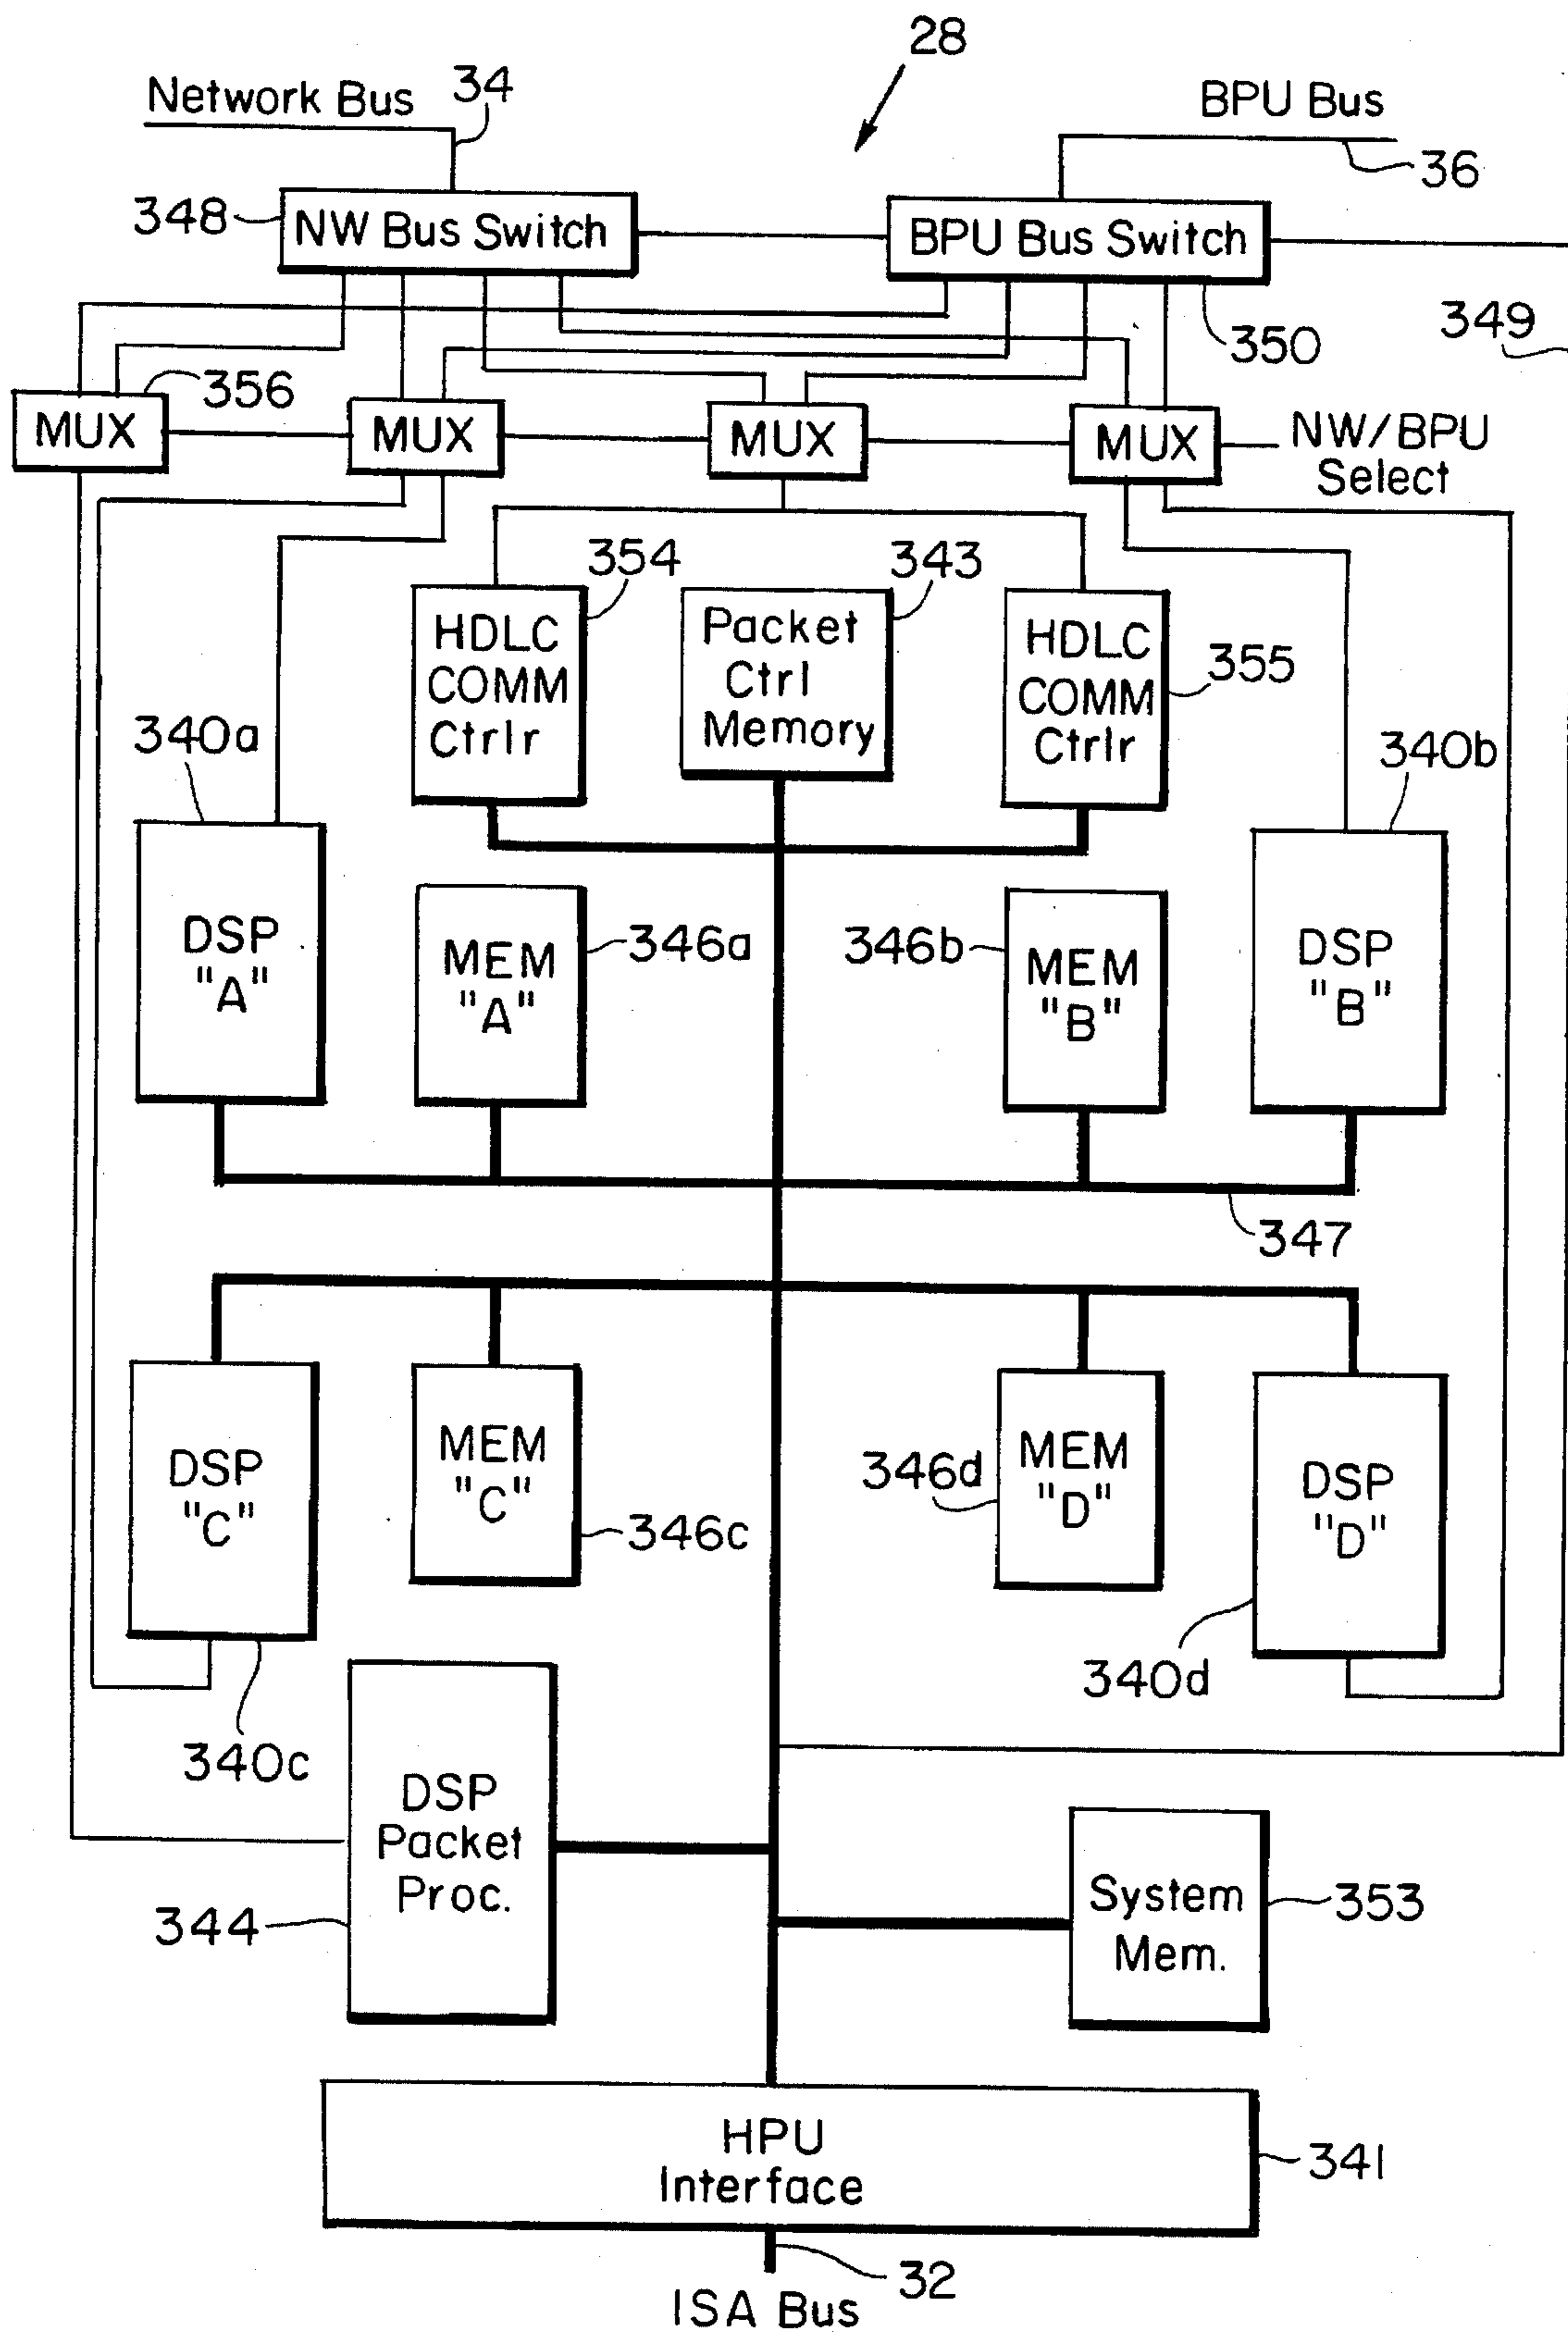 28
Network Bus
34
BPU Bus
36
348
NW Bus Switch
BPU Bus Switch
350
349
356
MUX
MUX
MUX
MUX
NW/BPU
Select
354
343
355
HDLC
COMM
Ctrlr
Packet
Ctrl
Memory
HDLC
COMM
Ctrlr
340a
340b
DSP
"A"
MEM
"A"
346a
346b
MEM
"B"
DSP
"B"
347
DSP
"C"
MEM
"C"
346c
346d
MEM
"D"
DSP
"D"
340c
340d
DSP
Packet
Proc.
344
System
Mem.
353
HPU
Interface
341
32
ISA Bus